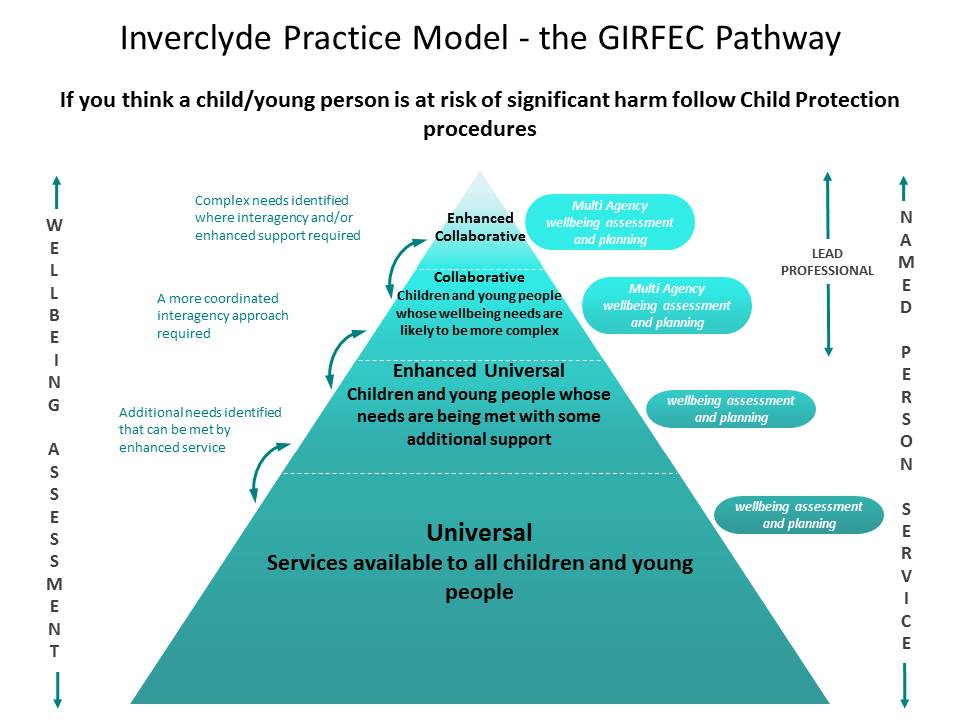 Inverclyde Practice Model - the GIRFEC Pathway
If you think a child/young person is at risk of significant harm follow Child Protection
procedures
WELLBEING ASSESSMENT
Complex needs identified
where interagency and/or
enhanced support required
A more coordinated
interagency approach
required
Additional needs identified
that can be met by
enhanced service
Enhanced
Collaborative
Collaborative
Children and young people
whose wellbeing needs are
likely to be more complex
Enhanced Universal
Children and young people whose
needs are being met with some
additional support
Universal
Services available to all children and young
people
Multi Agency
wellbeing assessment
and planning
Multi Agency
wellbeing assessment
and planning
wellbeing assessment
and planning
wellbeing assessment
and planning
LEAD
PROFESSIONAL
NAMED PERSON SERVICE